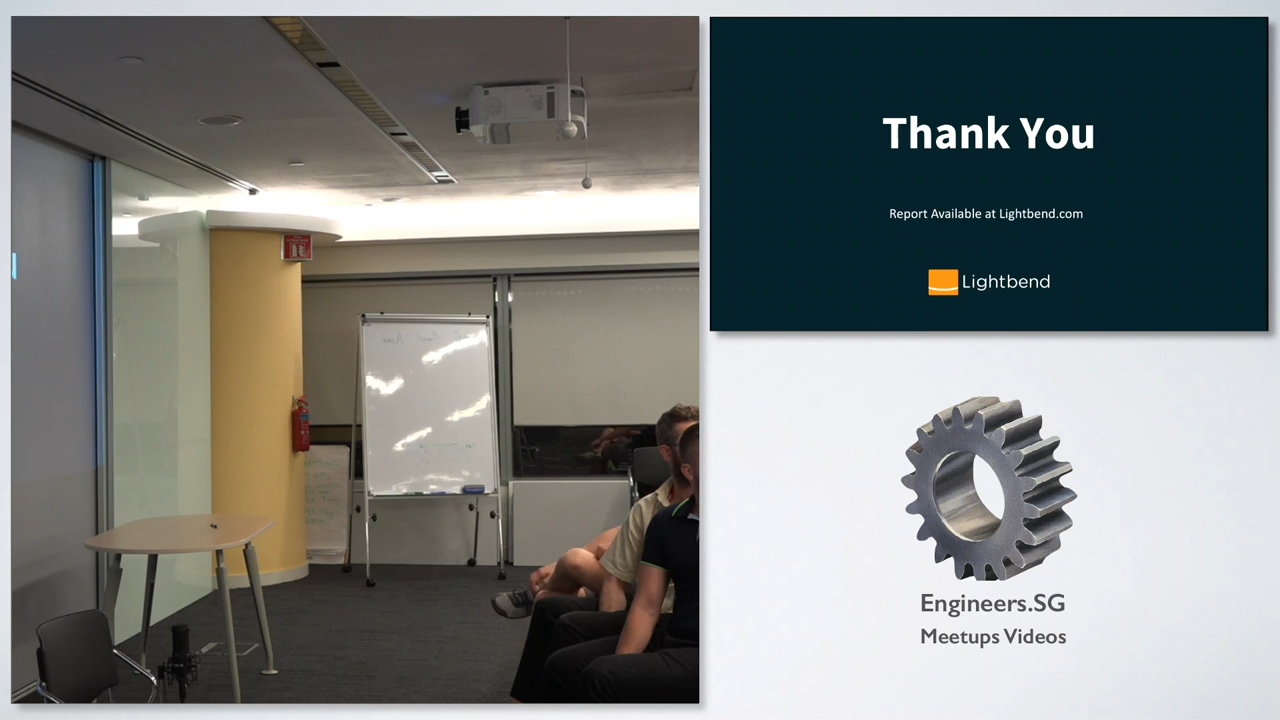 Thank You
Report Available at Lightbend.com
Lightbend
Engineers.SG
Meetups Videos